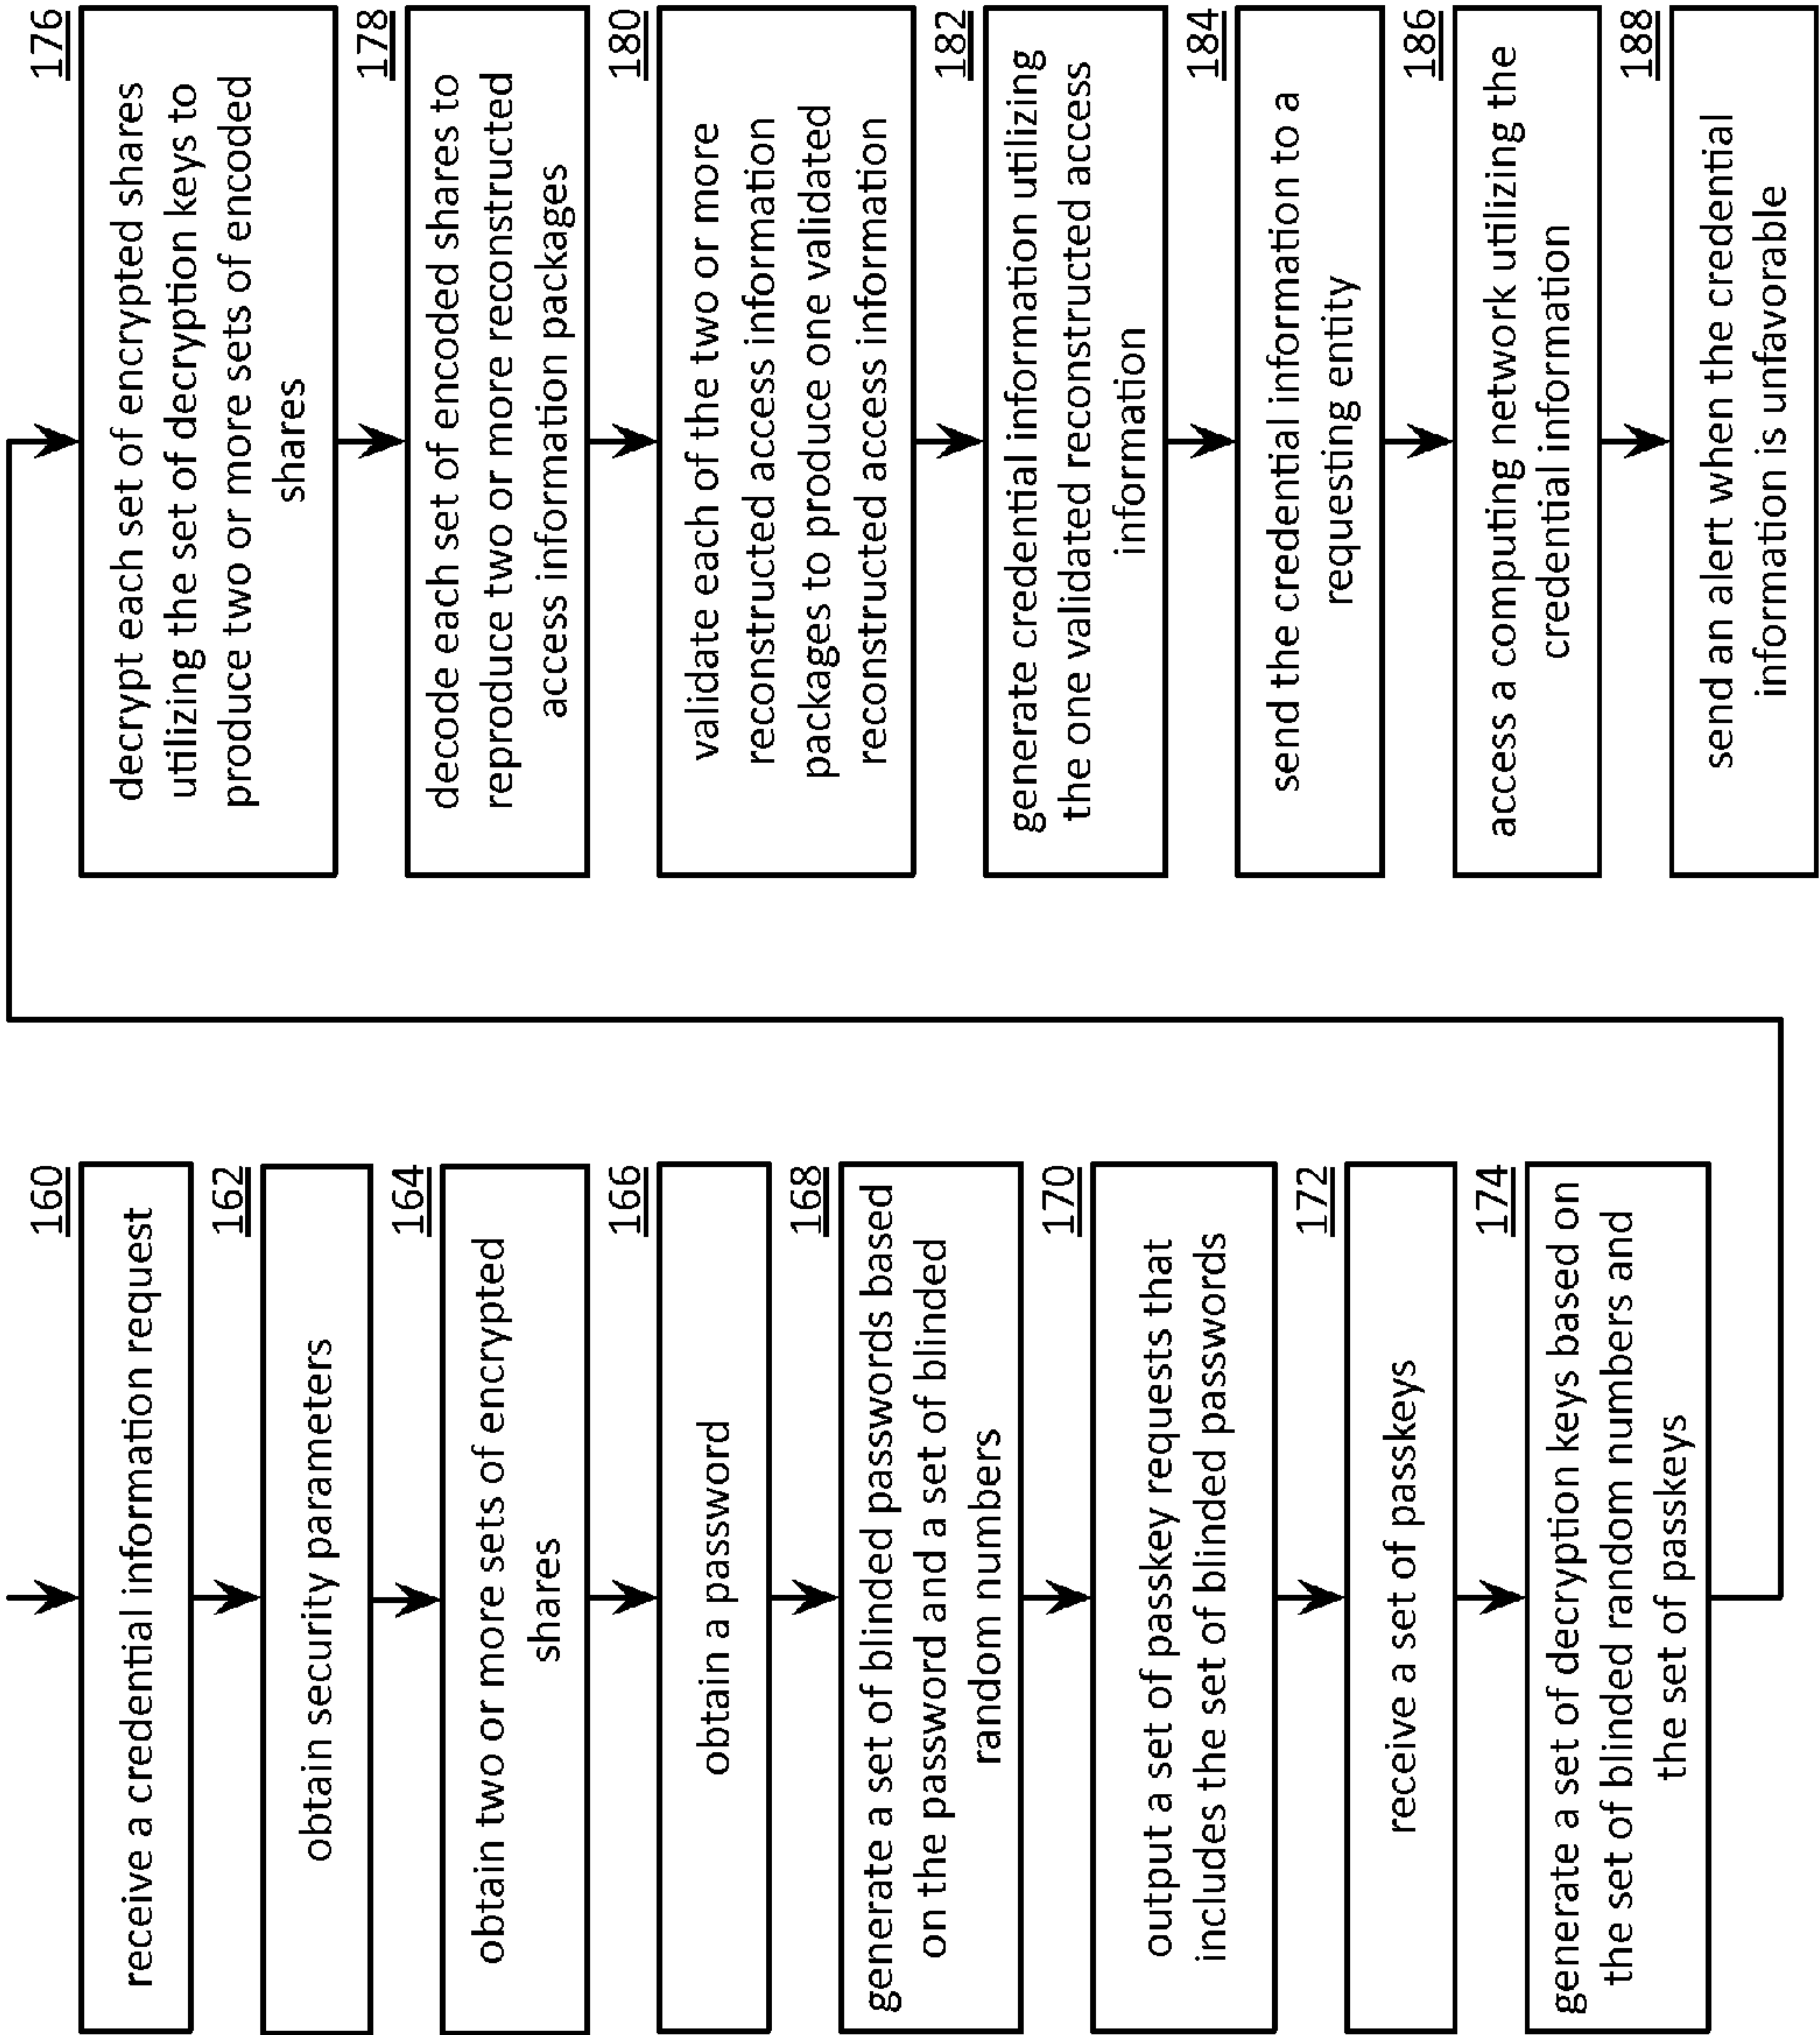 160
receive a credential information request
162
obtain security parameters
164
obtain two or more sets of encrypted
shares
166
obtain a password
168
generate a set of blinded passwords based
on the password and a set of blinded
random numbers
170
output a set of passkey requests that
includes the set of blinded passwords
172
receive a set of passkeys
174
generate a set of decryption keys based on
the set of blinded random numbers and
the set of passkeys
176
decrypt each set of encrypted shares
utilizing the set of decryption keys to
produce two or more sets of encoded
shares
178
decode each set of encoded shares to
reproduce two or more reconstructed
access information packages
180
validate each of the two or more
reconstructed access information
packages to produce one validated
reconstructed access information
182
generate credential information utilizing
the one validated reconstructed access
information
184
send the credential information to a
requesting entity
186
access a computing network utilizing the
credential information
188
send an alert when the credential
information is unfavorable